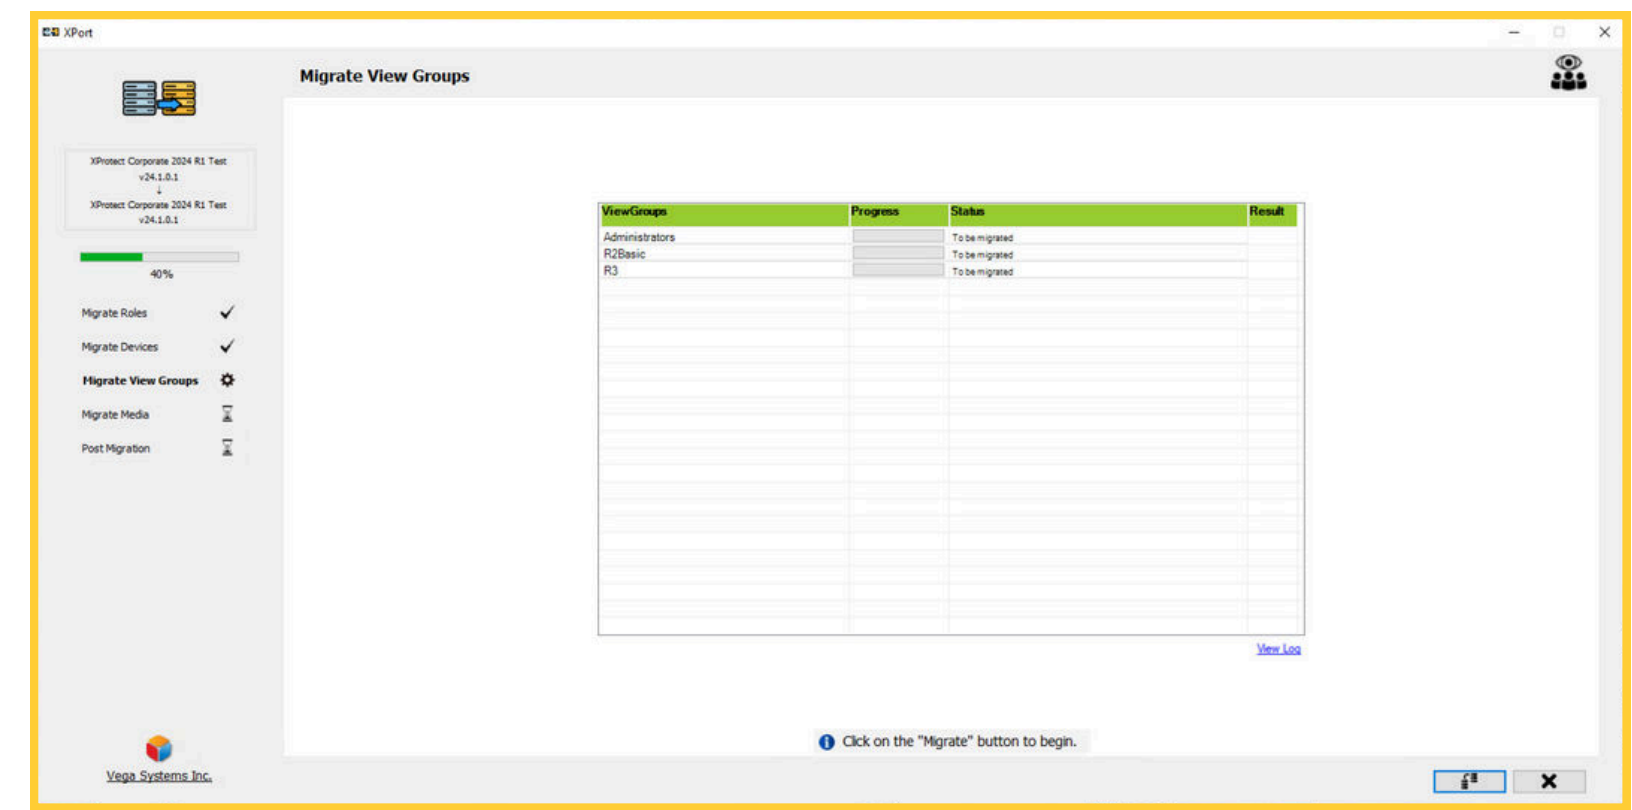 XPort
Migrate View Groups
XProtect Corporate 2024 R1 Test
v24.1.0.1
↓
XProtect Corporate 2024 R1 Test
v24.1.0.1
40%
Migrate Roles
Migrate Devices
Migrate View Groups
Migrate Media
Post Migration
ViewGroups Progress Status Result
Administrators To be migrated
R2Basic To be migrated
R3 To be migrated
View Log
Click on the "Migrate" button to begin.
Vega Systems Inc.